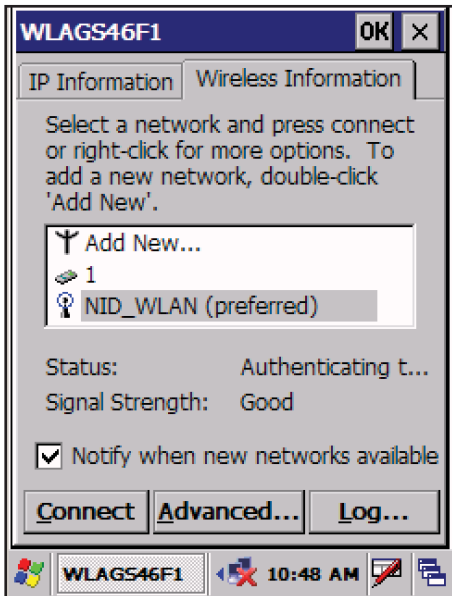 WLAGS46F1 OK
IP Information Wireless Information
Select a network and press connect
or right-click for more options. To
add a new network, double-click
'Add New'.
Add New...
1
NID_WLAN (preferred)
Status: Authenticating t...
Signal Strength: Good
Notify when new networks available
Connect Advanced... Log...
WLAGS46F1 10:48 AM